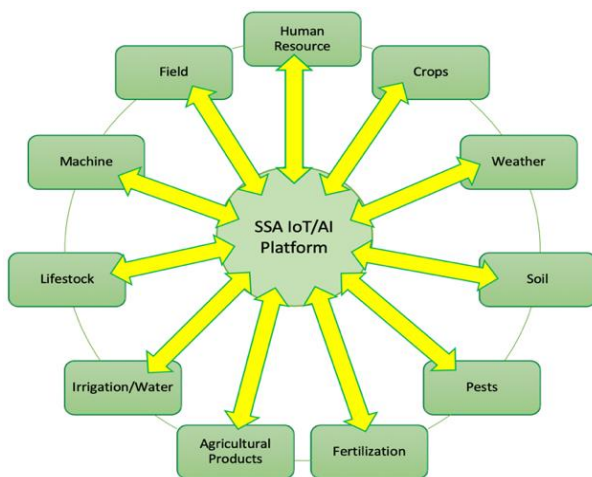 Human
Resource
Crops
Weather
Soil
Pests
Fertilization
Agricultural
Products
Irrigation/Water
Lifestock
Machine
Field
SSA IoT/AI
Platform